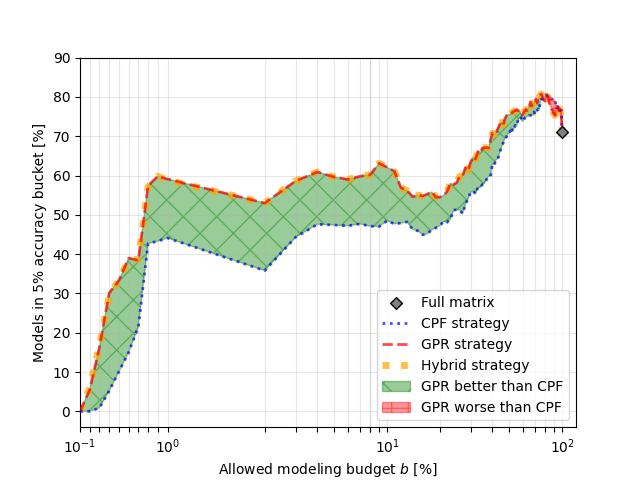 90
80
70
60
50
40
30
20
10
0
Models in 5% accuracy bucket [%]
10⁻¹ 10⁰ 10¹ 10²
Allowed modeling budget b [%]
Full matrix
CPF strategy
GPR strategy
Hybrid strategy
GPR better than CPF
GPR worse than CPF